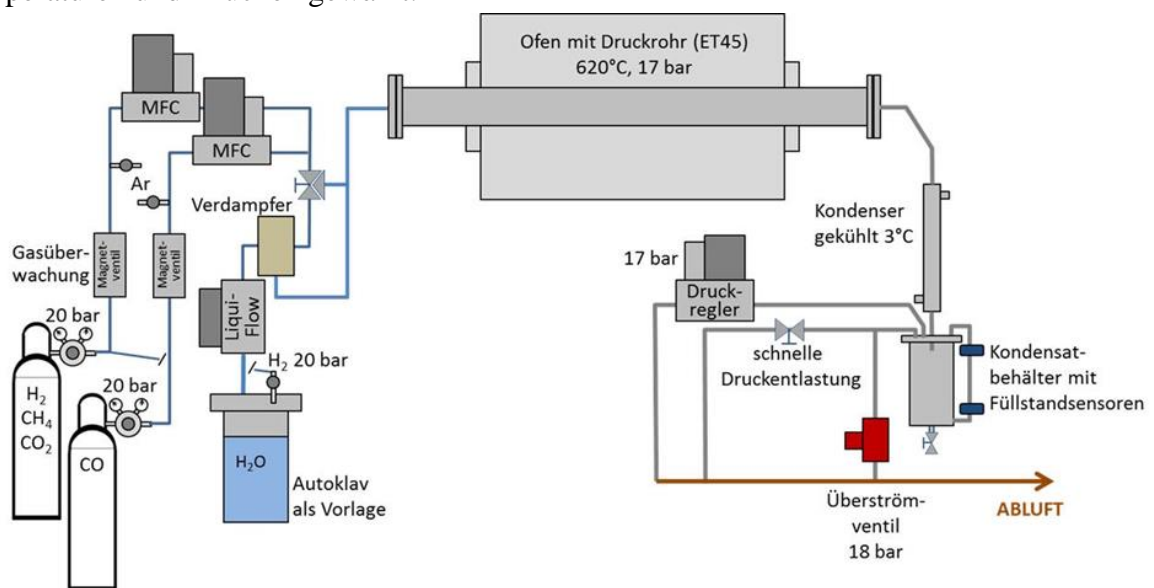 Ofen mit Druckrohr (ET45)
620°C, 17 bar
MFC
MFC
Ar
Verdampfer
Gasüber-
wachung
Magnet-
ventil
Magnet-
ventil
Liqui-
Flow
20 bar
20 bar
H₂ 20 bar
H₂
CH₄
CO₂
CO
H₂O
Autoklav
als Vorlage
Kondenser
gekühlt 3°C
17 bar
Druck-
regler
schnelle
Druckentlastung
Kondensat-
behälter mit
Füllstandsensoren
Überström-
ventil
18 bar
ABLUFT